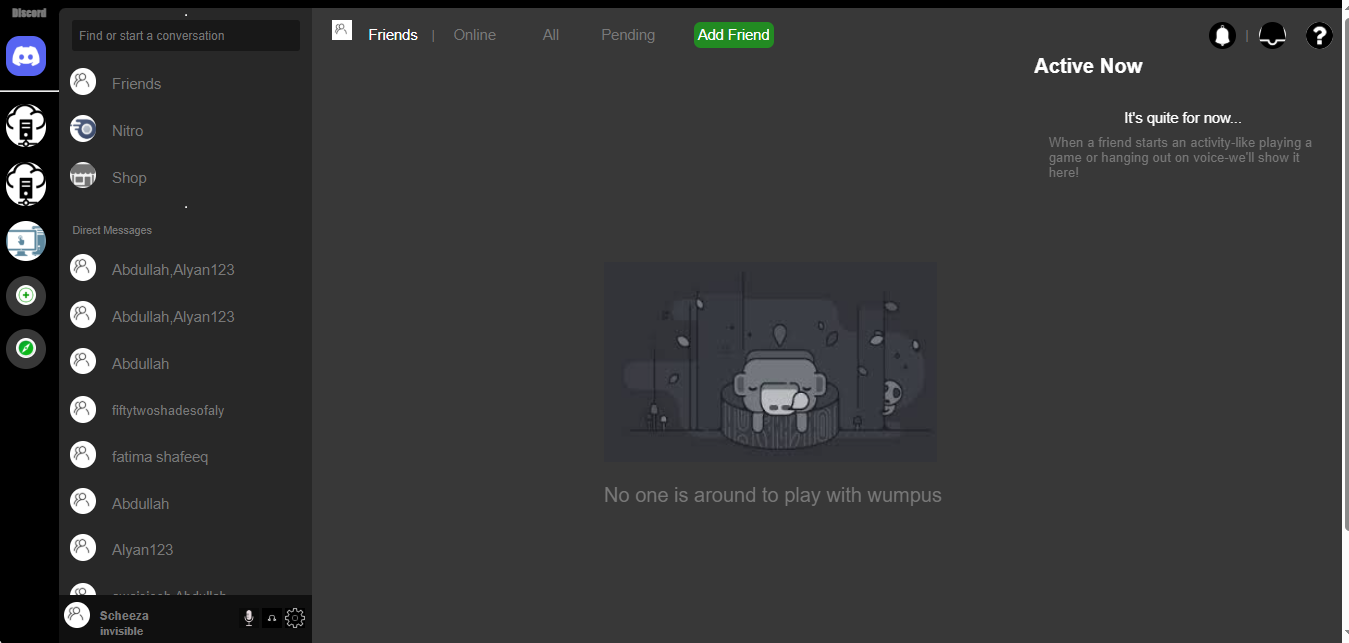 Discord
Find or start a conversation
Friends
Nitro
Shop
Direct Messages
Abdullah,Alyan123
Abdullah,Alyan123
Abdullah
fiftytwoshadesofaly
fatima shafeeq
Abdullah
Alyan123
Scheeza
invisible
Friends | Online All Pending Add Friend
|
?
Active Now
It's quite for now...
When a friend starts an activity-like playing a
game or hanging out on voice-we'll show it
here!
No one is around to play with wumpus